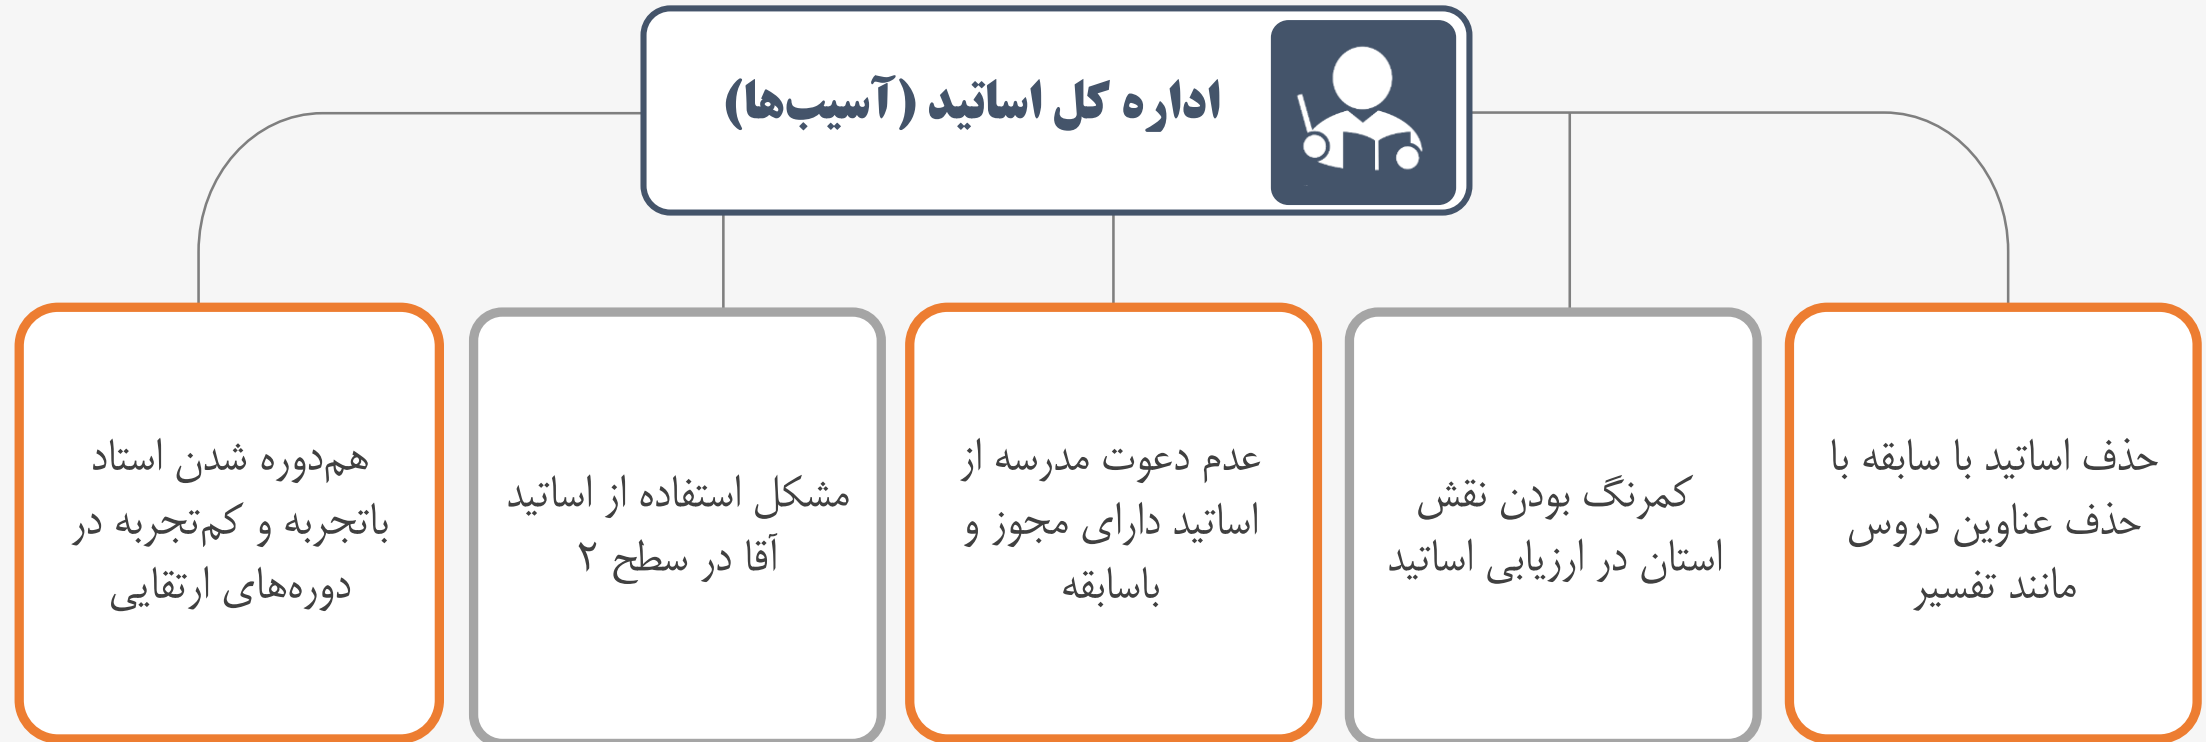 اداره کل اساتید (آسیب‌ها)
حذف اساتید با سابقه با
حذف عناوین دروس
مانند تفسیر
کمرنگ بودن نقش
استان در ارزیابی اساتید
عدم دعوت مدرسه از
اساتید دارای مجوز و
باسابقه
مشکل استفاده از اساتید
آقا در سطح ۲
هم‌دوره شدن استاد
باتجربه و کم‌تجربه در
دوره‌های ارتقایی